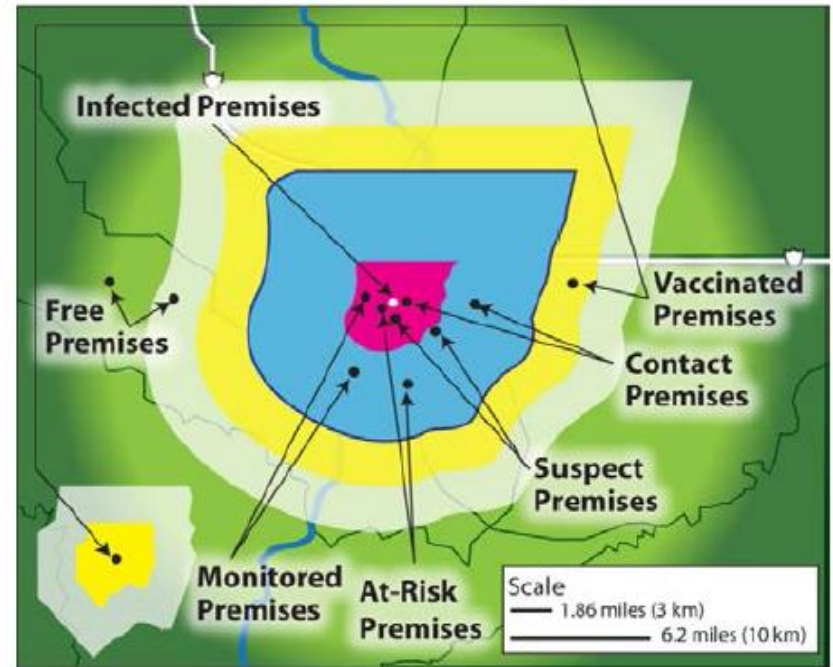 Infected Premises
Free
Premises
Vaccinated
Premises
Contact
Premises
Suspect
Premises
Monitored
Premises
At-Risk
Premises
Scale
1.86 miles (3 km)
6.2 miles (10 km)